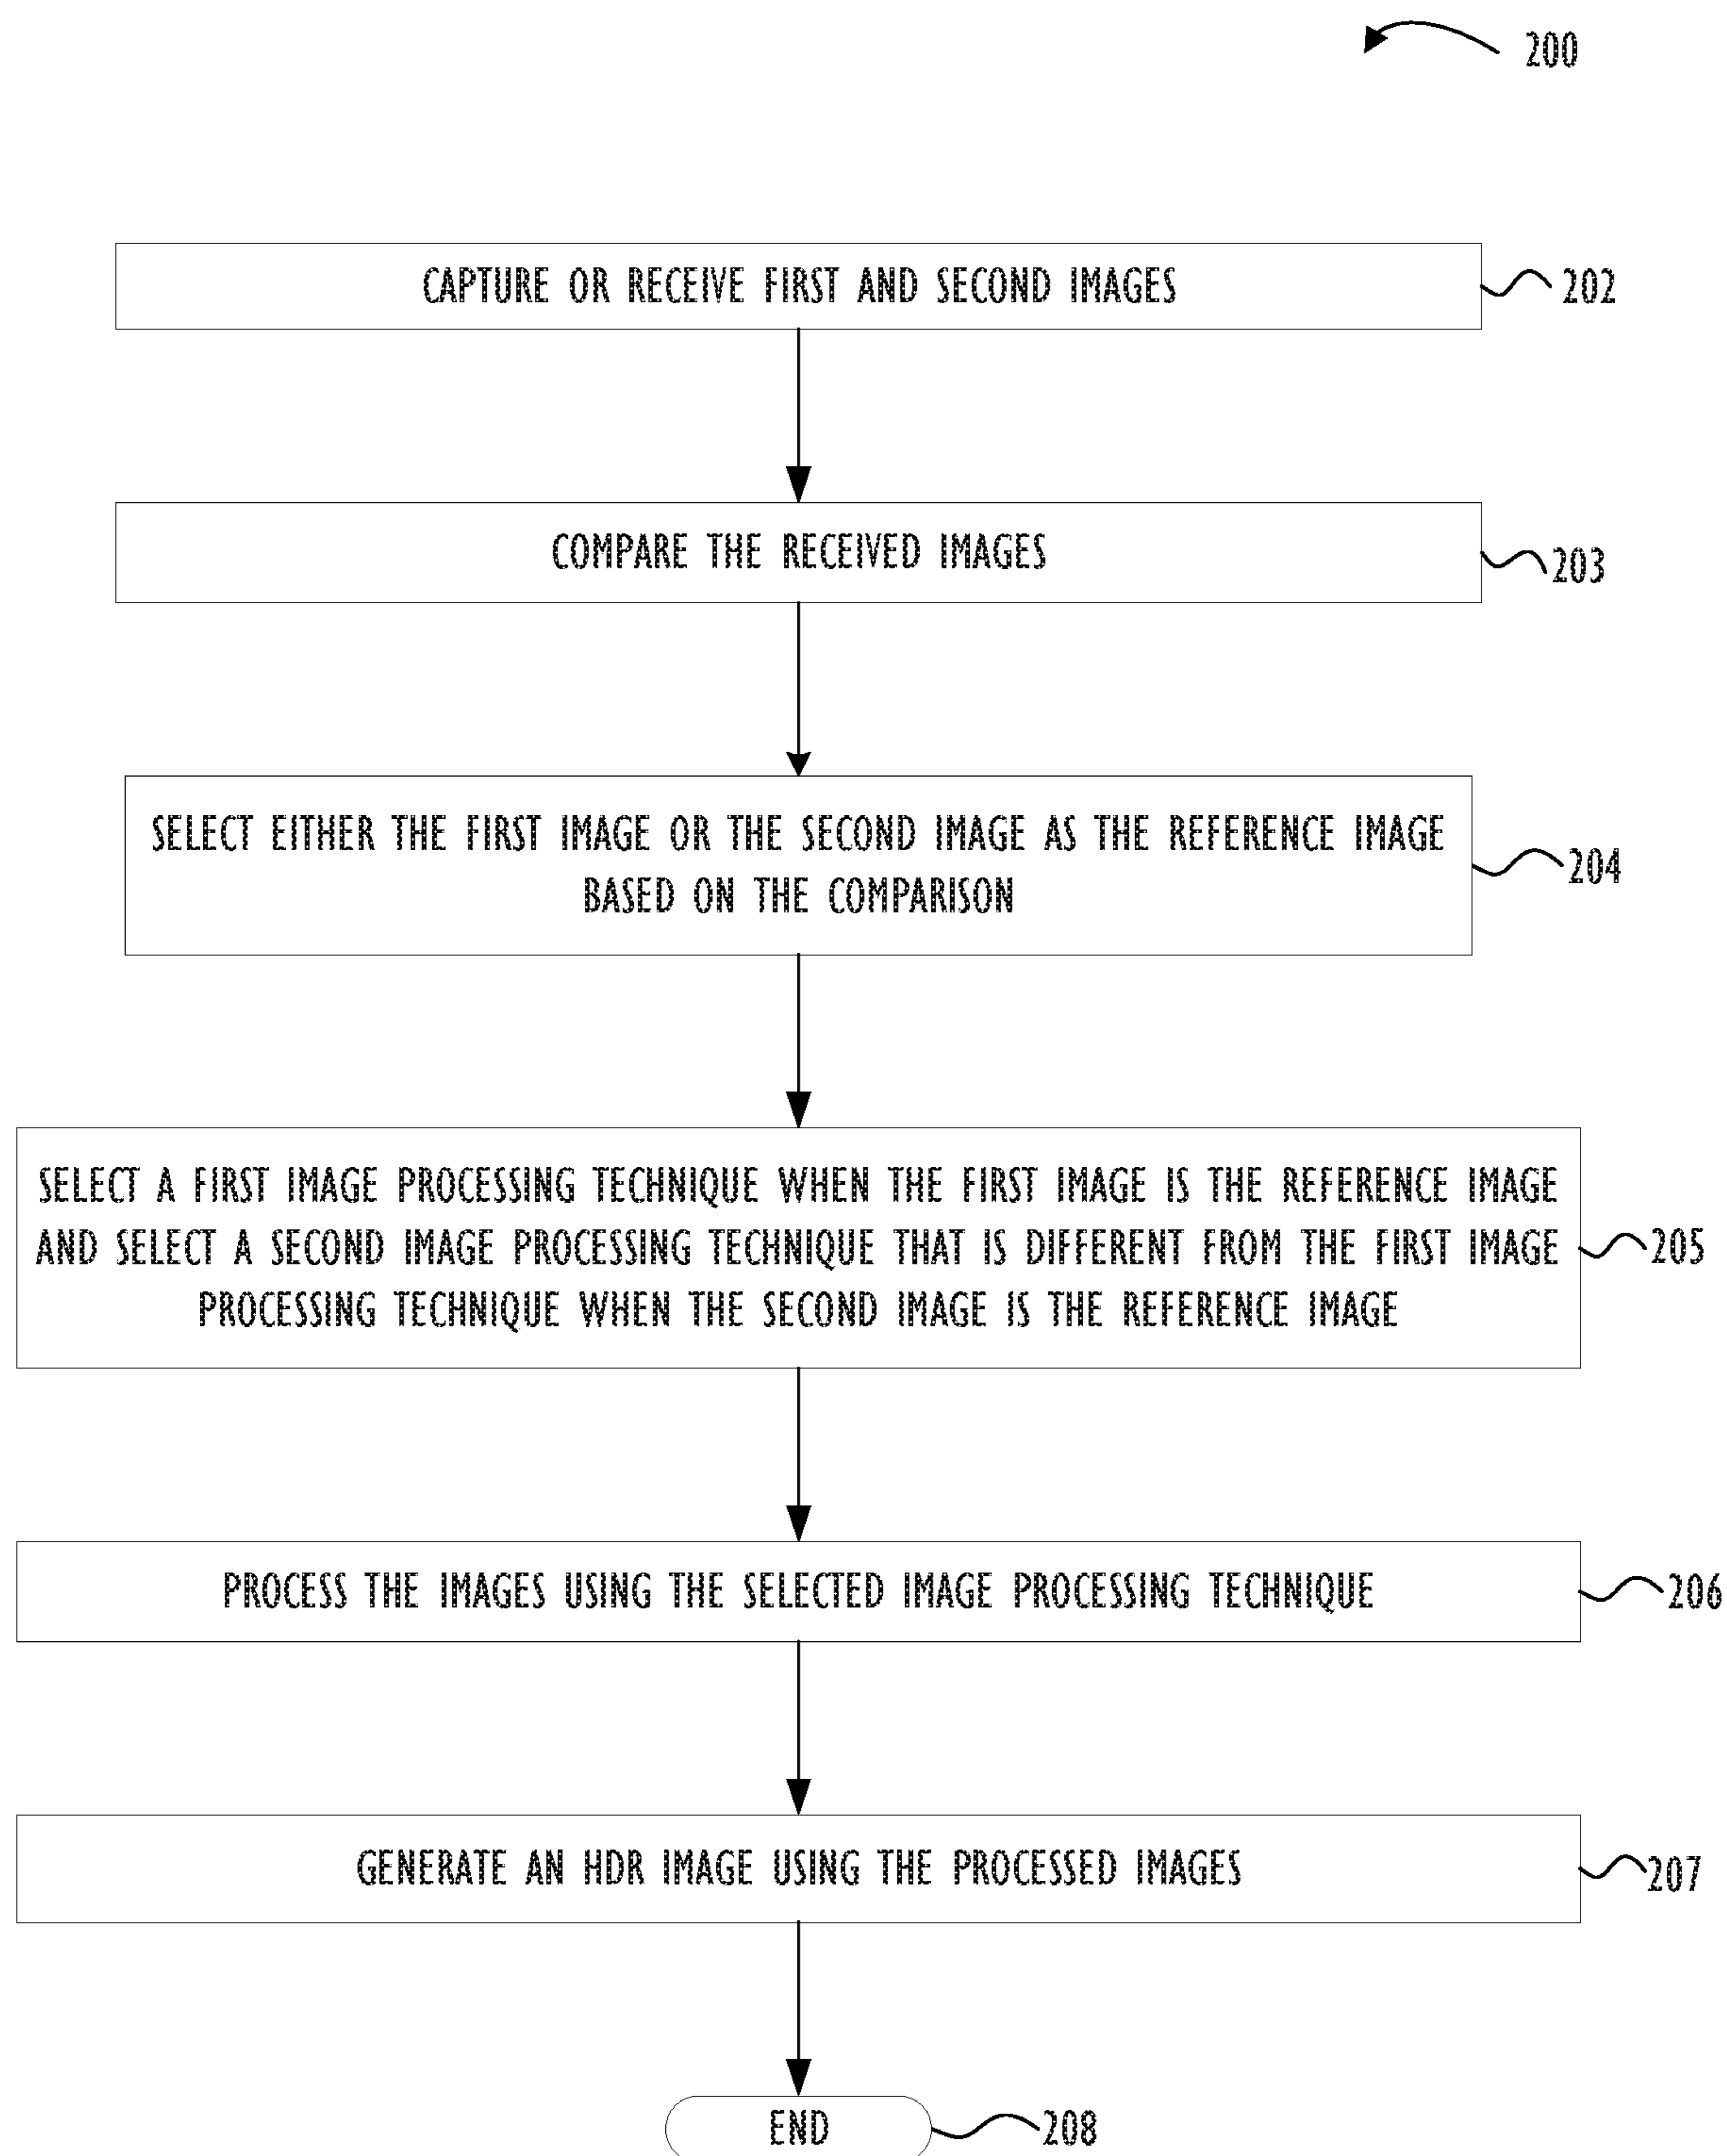 200
CAPTURE OR RECEIVE FIRST AND SECOND IMAGES
202
COMPARE THE RECEIVED IMAGES
203
SELECT EITHER THE FIRST IMAGE OR THE SECOND IMAGE AS THE REFERENCE IMAGE
BASED ON THE COMPARISON
204
SELECT A FIRST IMAGE PROCESSING TECHNIQUE WHEN THE FIRST IMAGE IS THE REFERENCE IMAGE
AND SELECT A SECOND IMAGE PROCESSING TECHNIQUE THAT IS DIFFERENT FROM THE FIRST IMAGE
PROCESSING TECHNIQUE WHEN THE SECOND IMAGE IS THE REFERENCE IMAGE
205
PROCESS THE IMAGES USING THE SELECTED IMAGE PROCESSING TECHNIQUE
206
GENERATE AN HDR IMAGE USING THE PROCESSED IMAGES
207
END
208